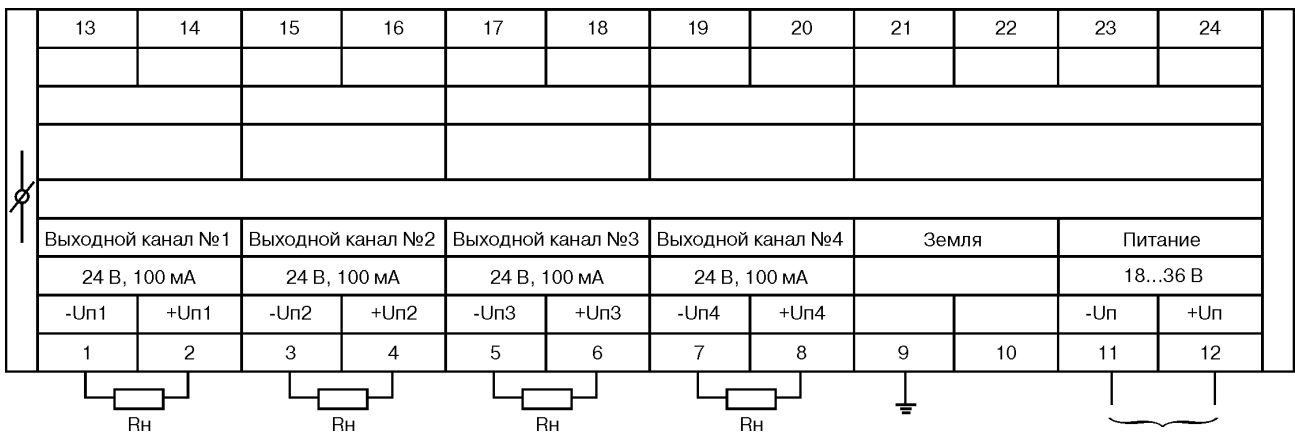 13 14 15 16 17 18 19 20 21 22 23 24
Выходной канал №1 Выходной канал №2 Выходной канал №3 Выходной канал №4 Земля Питание
24 В, 100 мА 24 В, 100 мА 24 В, 100 мА 24 В, 100 мА 18...36 В
-Uп1 +Uп1 -Uп2 +Uп2 -Uп3 +Uп3 -Uп4 +Uп4 -Uп +Uп
1 2 3 4 5 6 7 8 9 10 11 12
Rн Rн Rн Rн